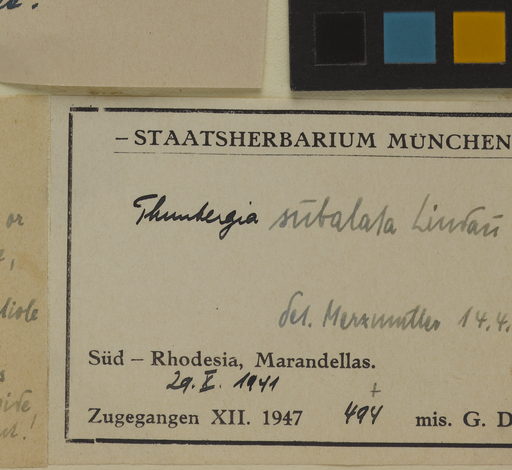 – STAATSHERBARIUM MÜNCHEN
Thunbergia subalata Lindau
det. Merxmüller 14.4.
Süd – Rhodesia, Marandellas.
29. X. 1941
Zugegangen XII. 1947 494 mis. G. D
or